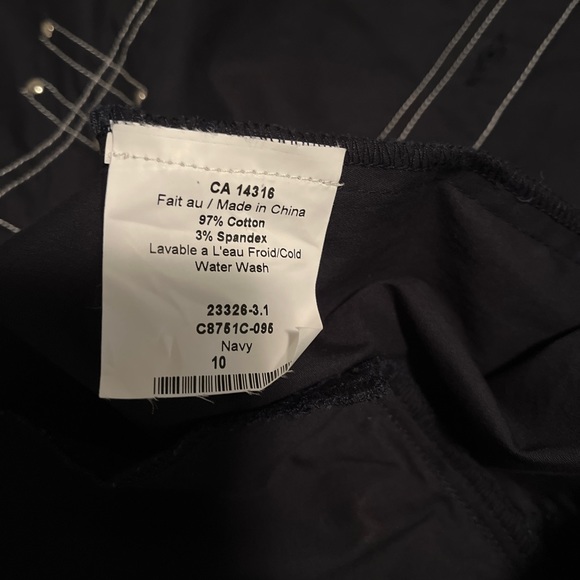 CA 14316
Fait au / Made in China
97% Cotton
3% Spandex
Lavable a L'eau Froid/Cold
Water Wash
23326-3.1
C8751C-095
Navy
10